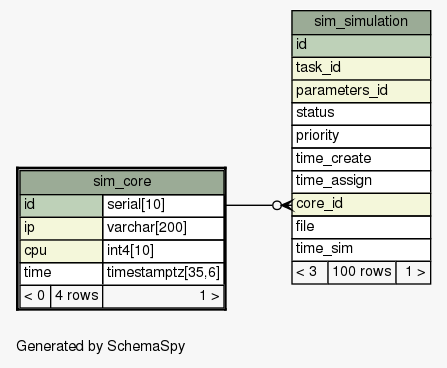 sim_simulation
id
task_id
parameters_id
status
priority
time_create
time_assign
core_id
file
time_sim
< 3 100 rows 1 >
sim_core
id serial[10]
ip varchar[200]
cpu int4[10]
time timestamptz[35,6]
< 0 4 rows 1 >
Generated by SchemaSpy